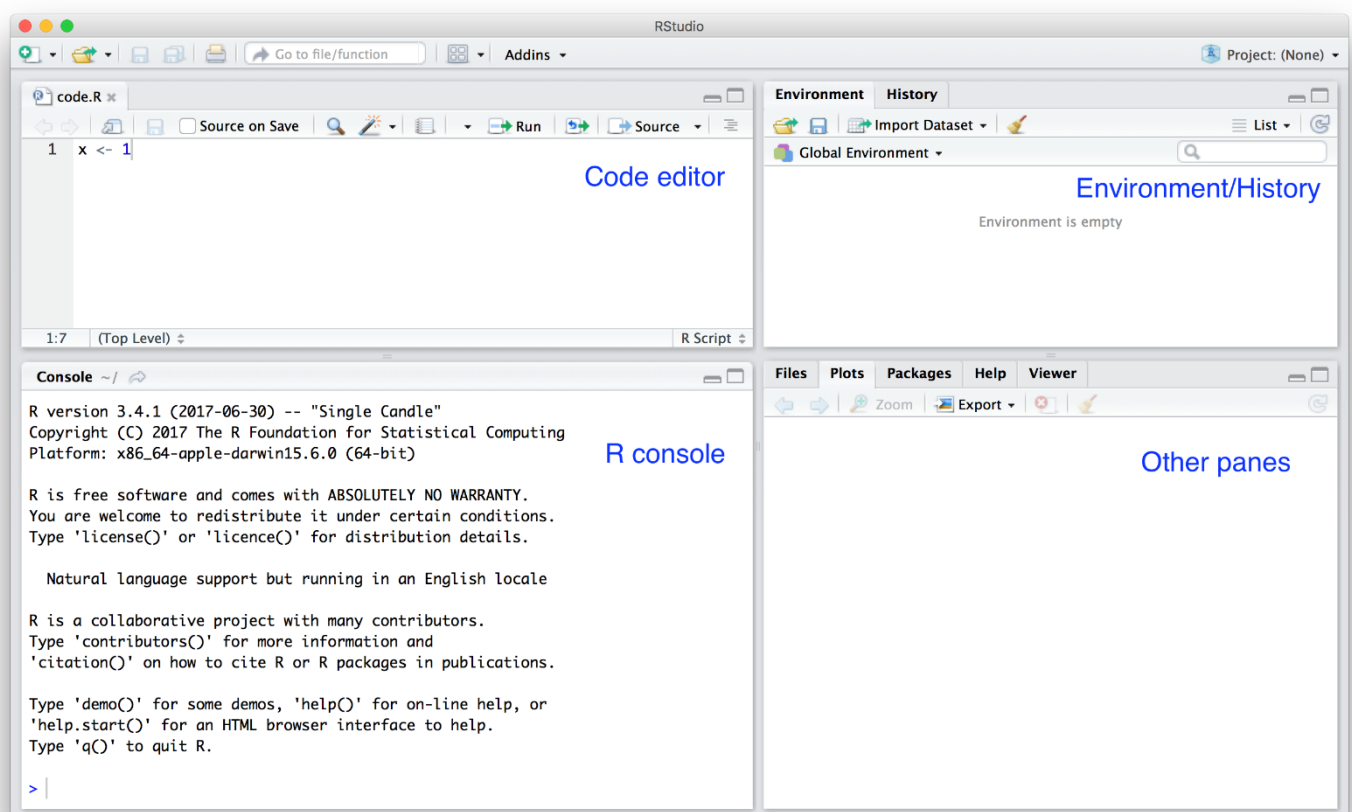 RStudio
Go to file/function
Addins
Project: (None)
code.R
Source on Save
Run
Source
1 x <- 1
Code editor
1:7 (Top Level)
R Script
Environment History
Import Dataset
List
Global Environment
Environment/History
Environment is empty
Console ~/
R version 3.4.1 (2017-06-30) -- "Single Candle"
Copyright (C) 2017 The R Foundation for Statistical Computing
Platform: x86_64-apple-darwin15.6.0 (64-bit)
R console
R is free software and comes with ABSOLUTELY NO WARRANTY.
You are welcome to redistribute it under certain conditions.
Type 'license()' or 'licence()' for distribution details.
Natural language support but running in an English locale
R is a collaborative project with many contributors.
Type 'contributors()' for more information and
'citation()' on how to cite R or R packages in publications.
Type 'demo()' for some demos, 'help()' for on-line help, or
'help.start()' for an HTML browser interface to help.
Type 'q()' to quit R.
>
Files Plots Packages Help Viewer
Zoom Export
Other panes